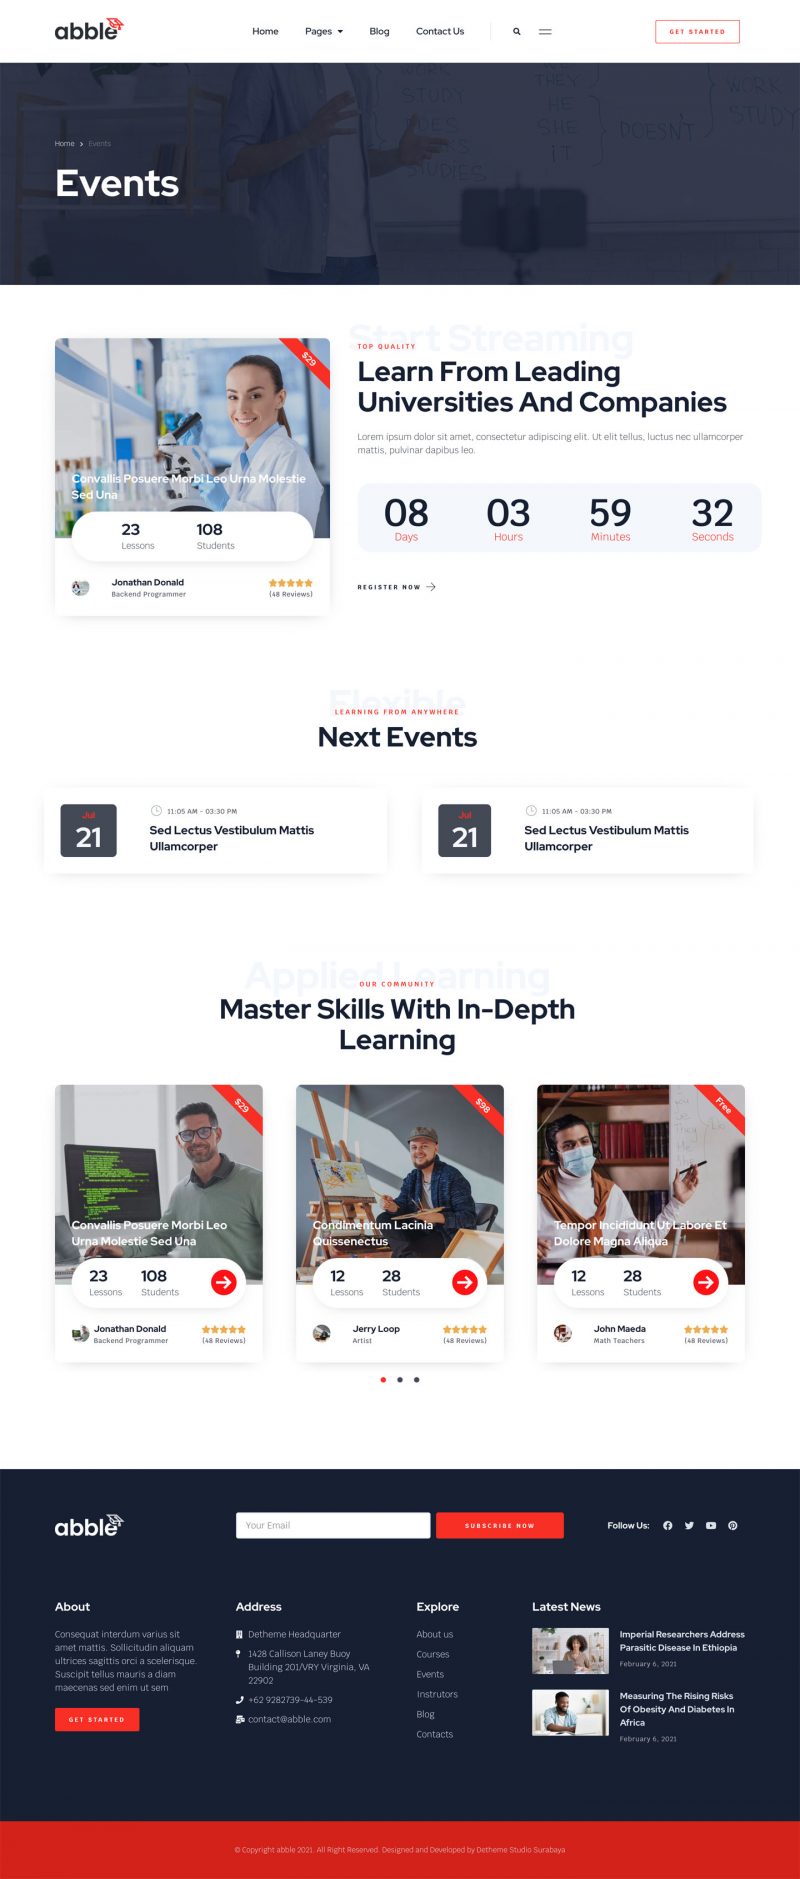 abble
Home Pages Blog Contact Us
GET STARTED
WORK
STUDY
DOES
STUDIES
THEY
HE
SHE
iT
DOESNT
WORK
STUDY
Home > Events
Events
$29
Convallis Posuere Morbi Leo Urna Molestie
Sed Una
23
Lessons
108
Students
Jonathan Donald
Backend Programmer
(48 Reviews)
Start Streaming
TOP QUALITY
Learn From Leading
Universities And Companies
Lorem ipsum dolor sit amet, consectetur adipiscing elit. Ut elit tellus, luctus nec ullamcorper
mattis, pulvinar dapibus leo.
08
Days
03
Hours
59
Minutes
32
Seconds
REGISTER NOW
Flexible
LEARNING FROM ANYWHERE
Next Events
Jul
21
11:05 AM - 03:30 PM
Sed Lectus Vestibulum Mattis
Ullamcorper
Jul
21
11:05 AM - 03:30 PM
Sed Lectus Vestibulum Mattis
Ullamcorper
Applied Learning
OUR COMMUNITY
Master Skills With In-Depth
Learning
$29
Convallis Posuere Morbi Leo
Urna Molestie Sed Una
23
Lessons
108
Students
Jonathan Donald
Backend Programmer
(48 Reviews)
$98
Condimentum Lacinia
Quissenectus
12
Lessons
28
Students
Jerry Loop
Artist
(48 Reviews)
Free
Tempor Incididunt Ut Labore Et
Dolore Magna Aliqua
12
Lessons
28
Students
John Maeda
Math Teachers
(48 Reviews)
abble
Your Email
SUBSCRIBE NOW
Follow Us:
About
Consequat interdum varius sit
amet mattis. Sollicitudin aliquam
ultrices sagittis orci a scelerisque.
Suscipit tellus mauris a diam
maecenas sed enim ut sem
GET STARTED
Address
Detheme Headquarter
1428 Callison Laney Buoy
Building 201/VRY Virginia, VA
22902
+62 9282739-44-539
contact@abble.com
Explore
About us
Courses
Events
Instrutors
Blog
Contacts
Latest News
Imperial Researchers Address
Parasitic Disease In Ethiopia
February 6, 2021
Measuring The Rising Risks
Of Obesity And Diabetes In
Africa
February 6, 2021
© Copyright abble 2021. All Right Reserved. Designed and Developed by Detheme Studio Surabaya